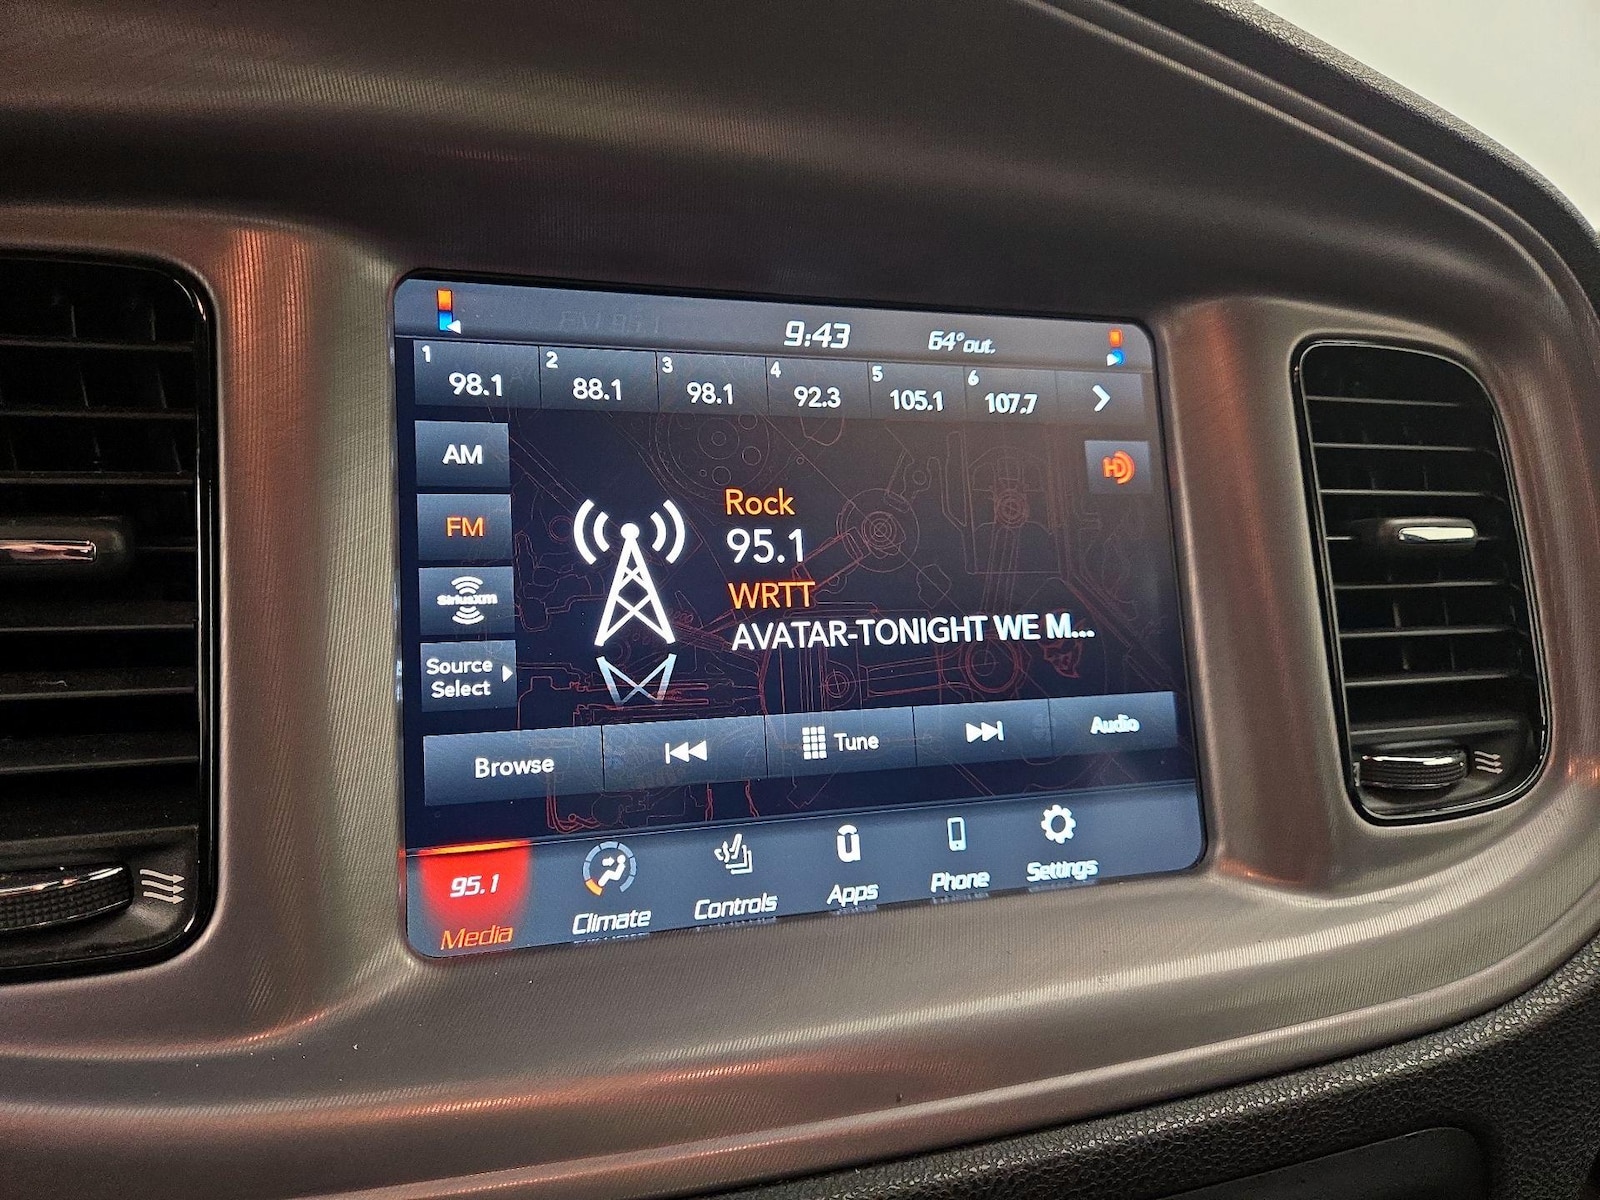 9:43 64° out.
1 98.1 2 88.1 3 98.1 4 92.3 5 105.1 6 107.7
AM
HD
Rock
95.1
FM
WRTT
SiriusXM
AVATAR-TONIGHT WE M...
Source
Select
Browse Tune Audio
95.1
Media Climate Controls Apps Phone Settings